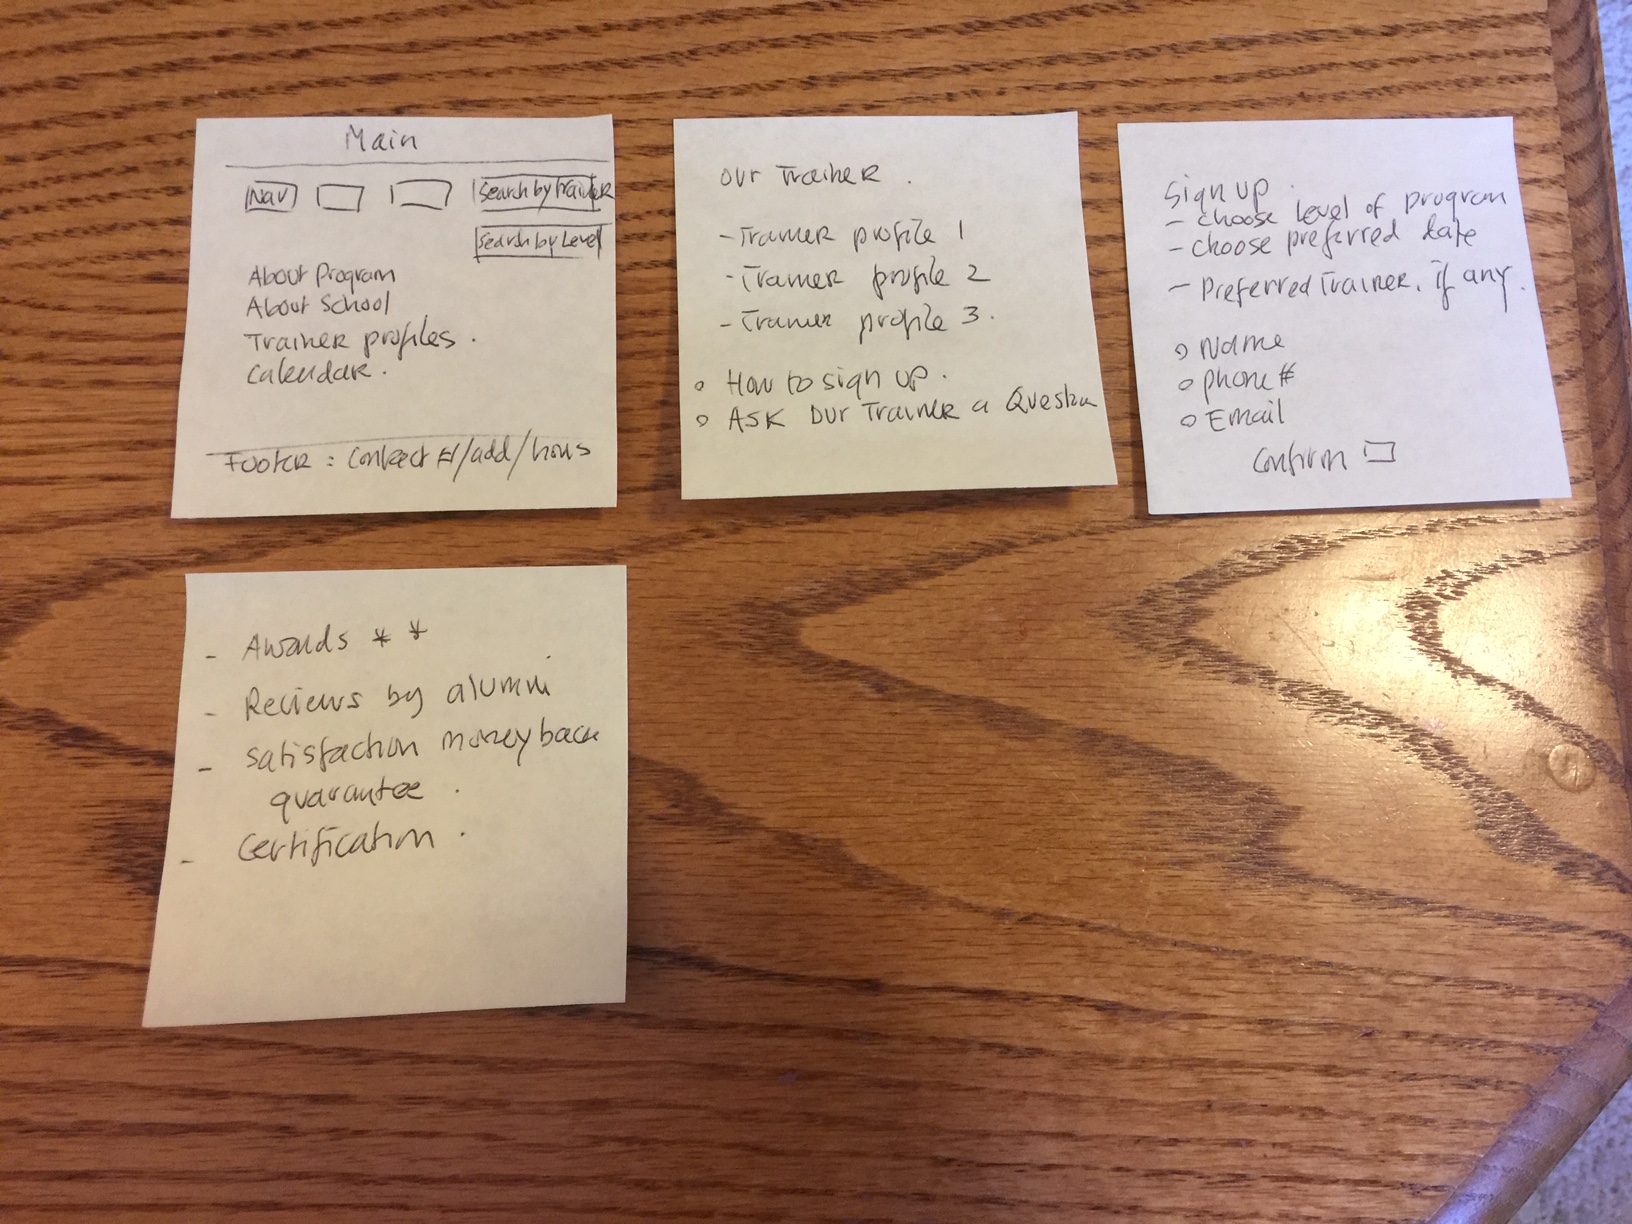 Main
Nav
Search by Trainer
Search by Level
About Program
About School
Trainer profiles.
Calendar.
Footer : Contact #/add/hours
Our Trainer.
- Trainer profile 1
- Trainer profile 2
- Trainer profile 3.
How to sign up.
ASK our Trainer a Question
Sign up.
- Choose level of program
- Choose preferred date
- Preferred Trainer, if any.
Name
phone #
Email
Confirm
- Awards * *
- Reviews by alumni
- Satisfaction money back
guarantee.
- Certification.